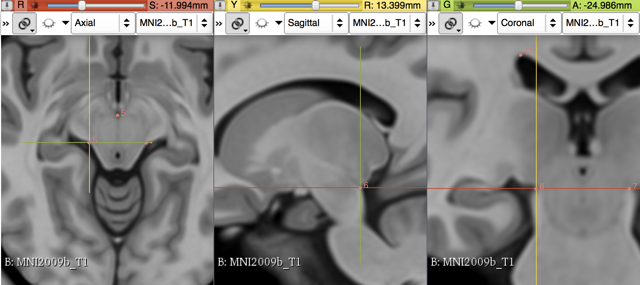 R S: -11.994mm Y R: 13.399mm G A: -24.986mm
» Axial MNI2...b_T1 » Sagittal MNI2...b_T1 » Coronal MNI2...b_T1
B: MNI2009b_T1 B: MNI2009b_T1 B: MNI2009b_T1